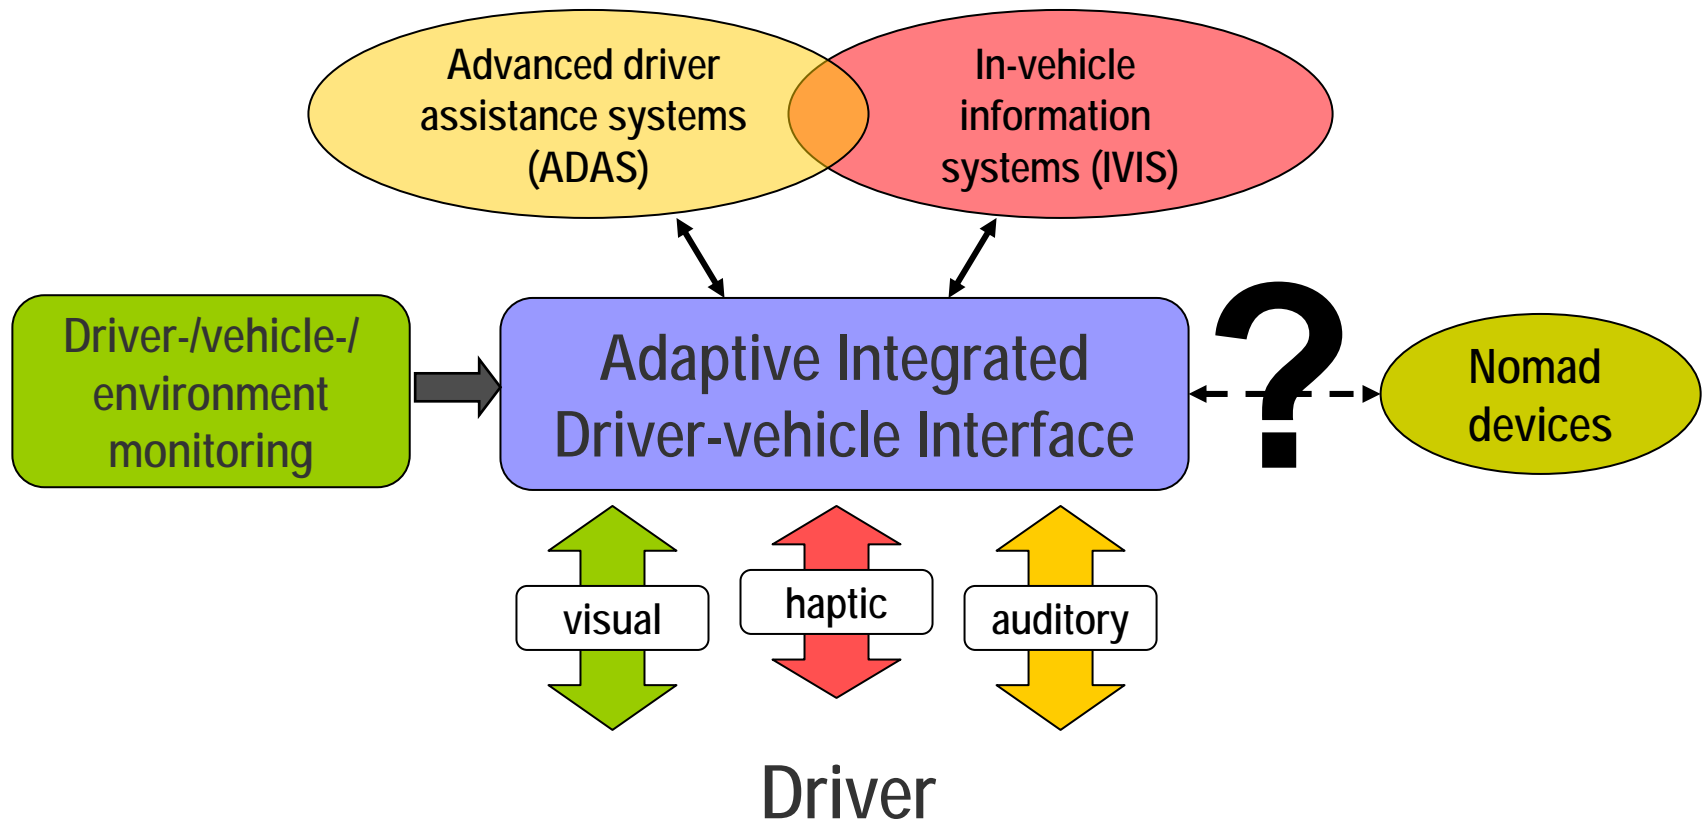 Advanced driver
assistance systems
(ADAS)
In-vehicle
information
systems (IVIS)
Driver-/vehicle-/
environment
monitoring
Adaptive Integrated
Driver-vehicle Interface
?
Nomad
devices
visual
haptic
auditory
Driver